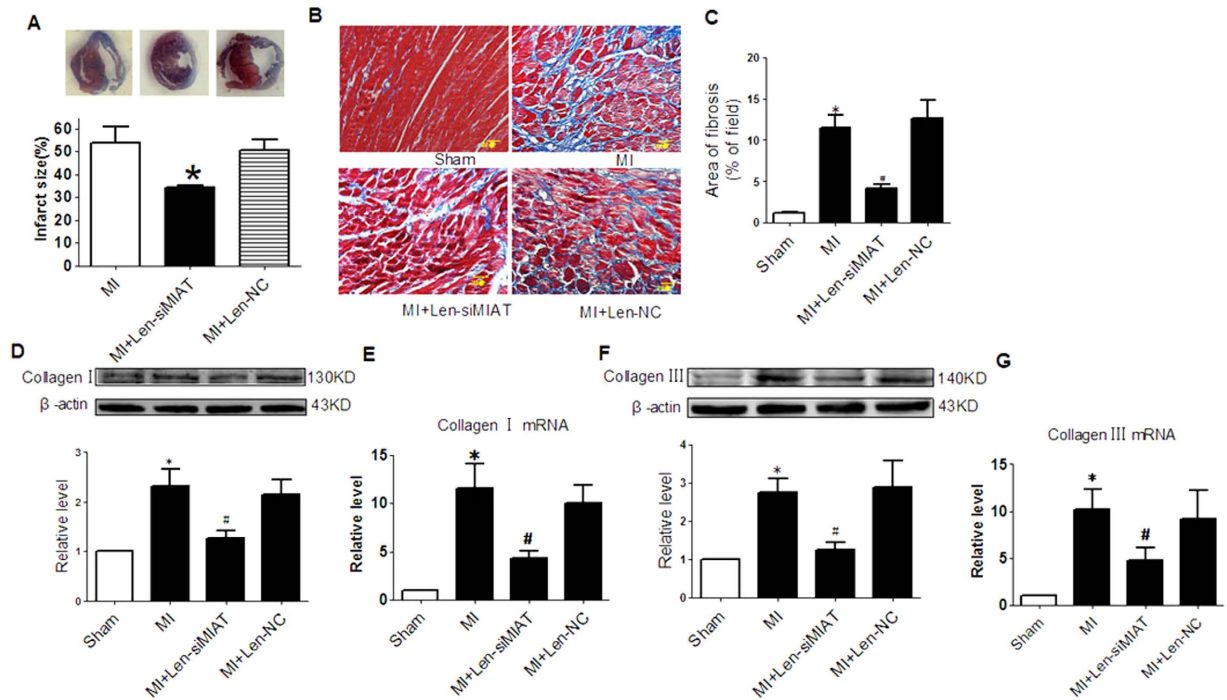 A
60
50
40
30
20
10
0
Infarct size(%)
*
MI
MI+Len-siMIAT
MI+Len-NC
B
Sham
MI
MI+Len-siMIAT
MI+Len-NC
C
15
10
5
0
Area of fibrosis
(% of field)
*
#
Sham
MI
MI+Len-siMIAT
MI+Len-NC
D
Collagen I
130KD
β -actin
43KD
3
2
1
0
Relative level
*
#
Sham
MI
MI+Len-siMIAT
MI+Len-NC
E
Collagen Ⅰ mRNA
15
10
5
0
Relative level
*
#
Sham
MI
MI+Len-siMIAT
MI+Len-NC
F
Collagen III
140KD
β -actin
43KD
4
3
2
1
0
Relative level
*
#
Sham
MI
MI+Len-siMIAT
MI+Len-NC
G
Collagen Ⅲ mRNA
15
10
5
0
Relative level
*
#
Sham
MI
MI+Len-siMIAT
MI+Len-NC